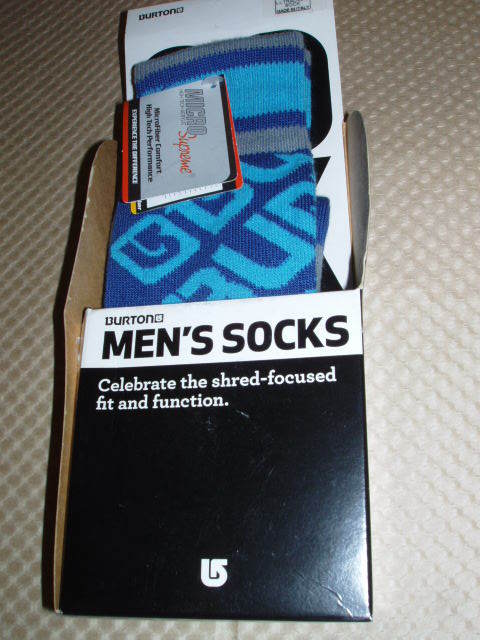 BURTON
MADE IN ITALY
MICRO
Supreme®
MicroFiber Comfort
High Tech Performance
EXPERIENCE THE DIFFERENCE
BUR
BURTON
MEN'S SOCKS
Celebrate the shred-focused
fit and function.